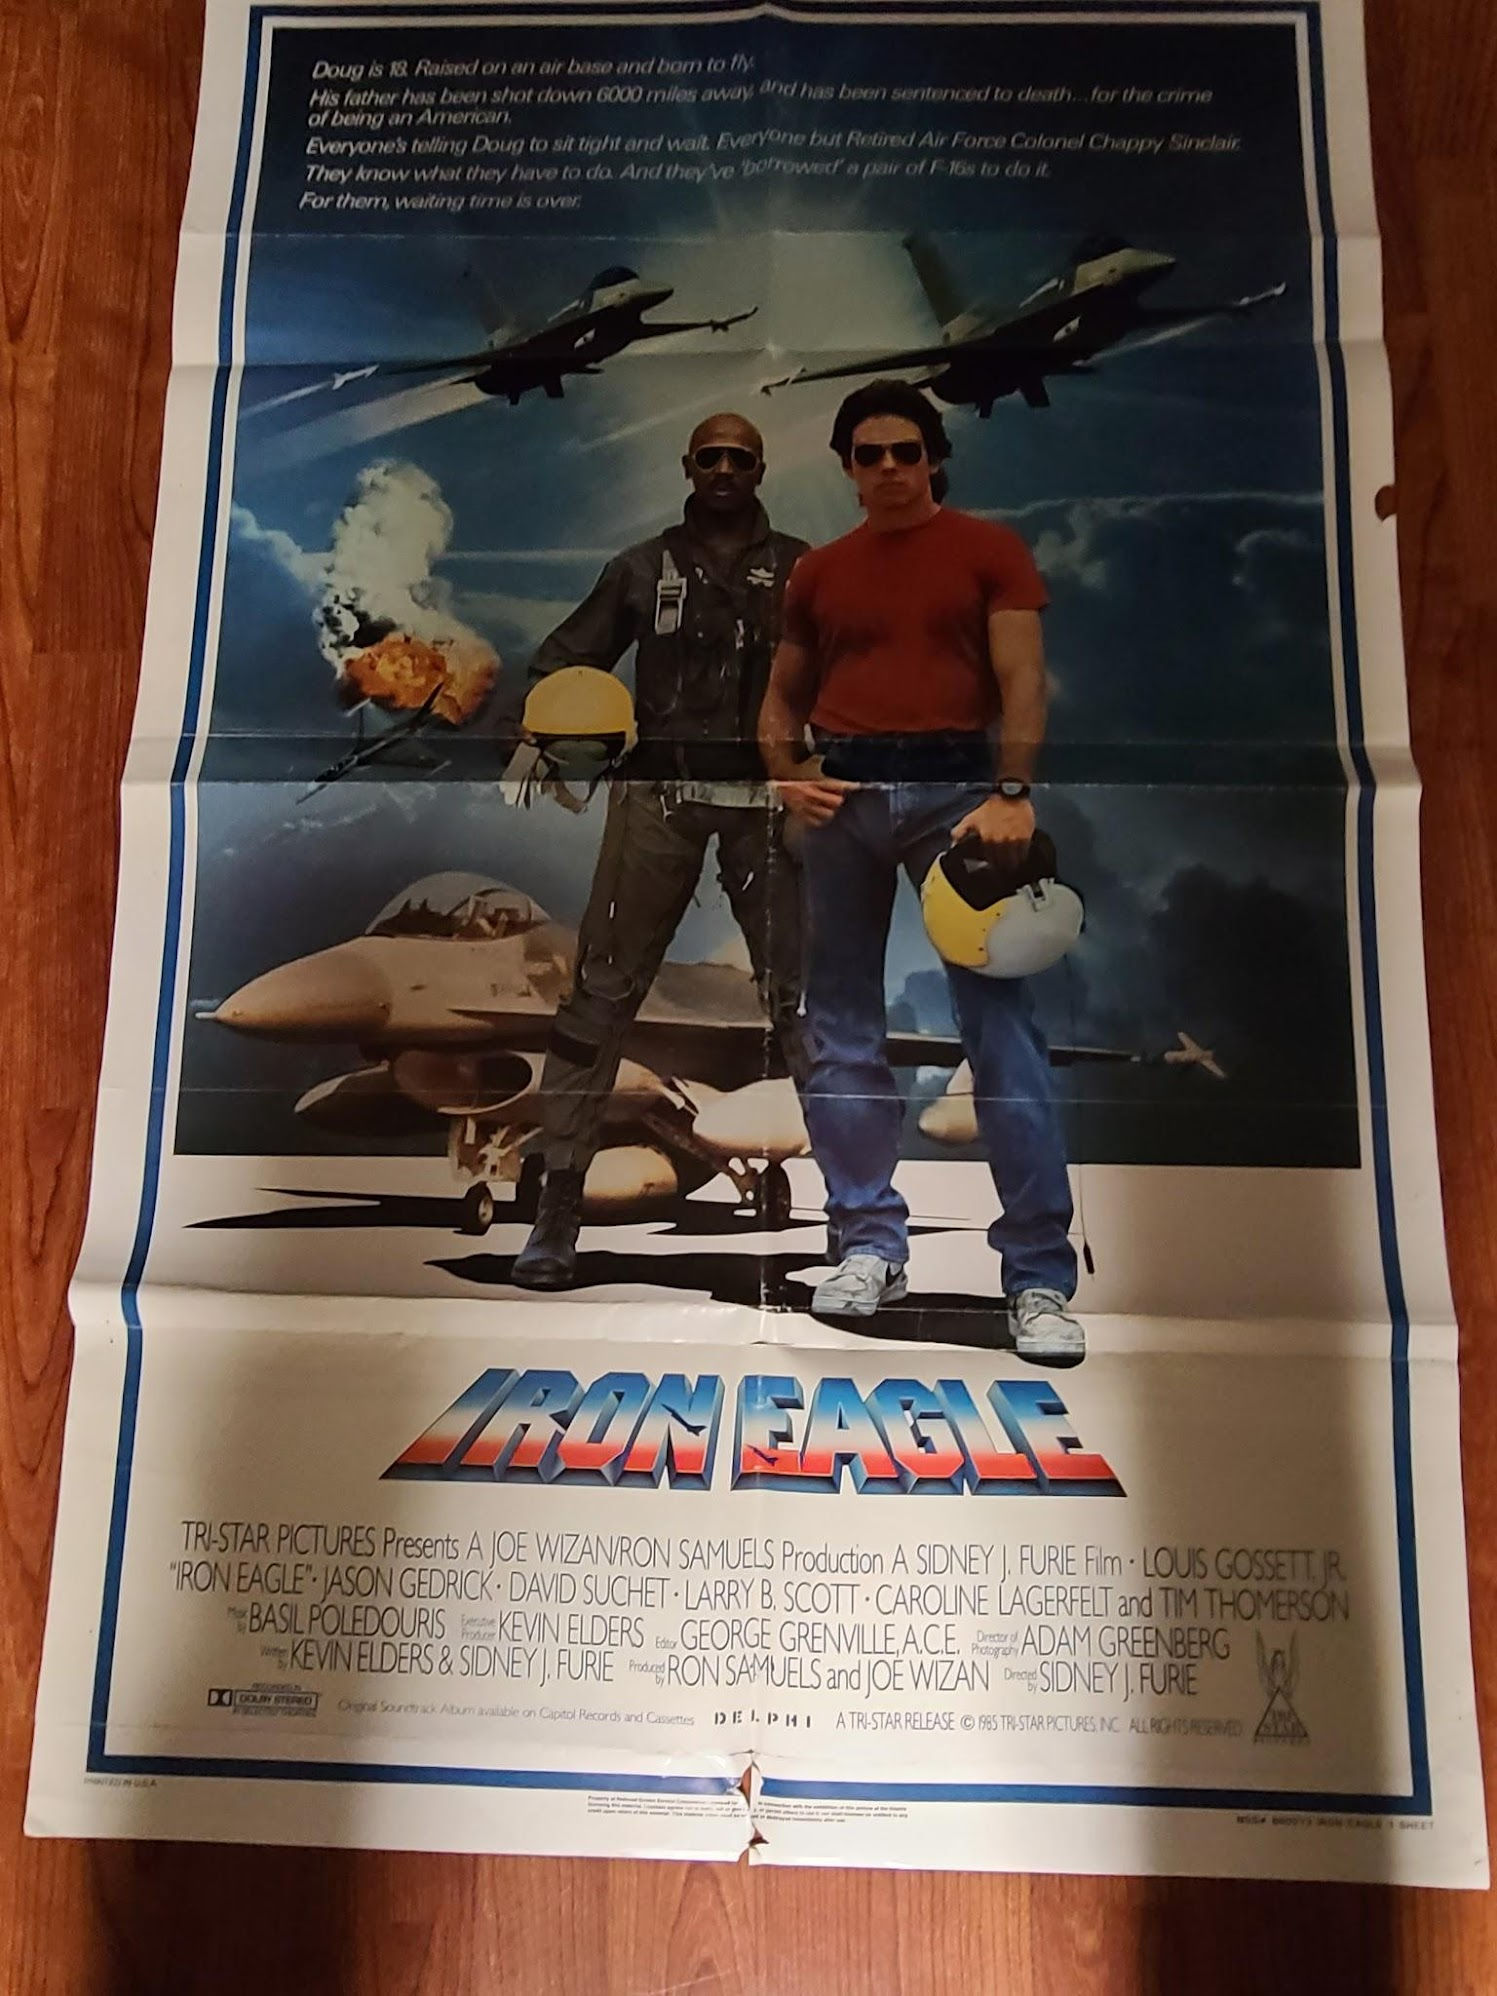 Doug is 18. Raised on an air base and born to fly.
His father has been shot down 6000 miles away, and has been sentenced to death...for the crime
of being an American.
Everyone's telling Doug to sit tight and wait. Everyone but Retired Air Force Colonel Chappy Sinclair.
They know what they have to do. And they've 'borrowed' a pair of F-16s to do it.
For them, waiting time is over.
IRON EAGLE
TRI-STAR PICTURES Presents A JOE WIZAN/RON SAMUELS Production A SIDNEY J. FURIE Film · LOUIS GOSSETT, JR.
"IRON EAGLE" · JASON GEDRICK · DAVID SUCHET · LARRY B. SCOTT · CAROLINE LAGERFELT and TIM THOMERSON
Music by BASIL POLEDOURIS Executive Producer KEVIN ELDERS Editor GEORGE GRENVILLE, A.C.E. Director of Photography ADAM GREENBERG
Written by KEVIN ELDERS & SIDNEY J. FURIE Produced by RON SAMUELS and JOE WIZAN Directed by SIDNEY J. FURIE
RECORDED IN
DOLBY STEREO
IN SELECTED THEATRES
Original Soundtrack Album available on Capitol Records and Cassettes DELPHI A TRI-STAR RELEASE © 1985 TRI-STAR PICTURES, INC. ALL RIGHTS RESERVED
TRI
STAR
PICTURES
PRINTED IN U.S.A.
IRON EAGLE 1 SHEET